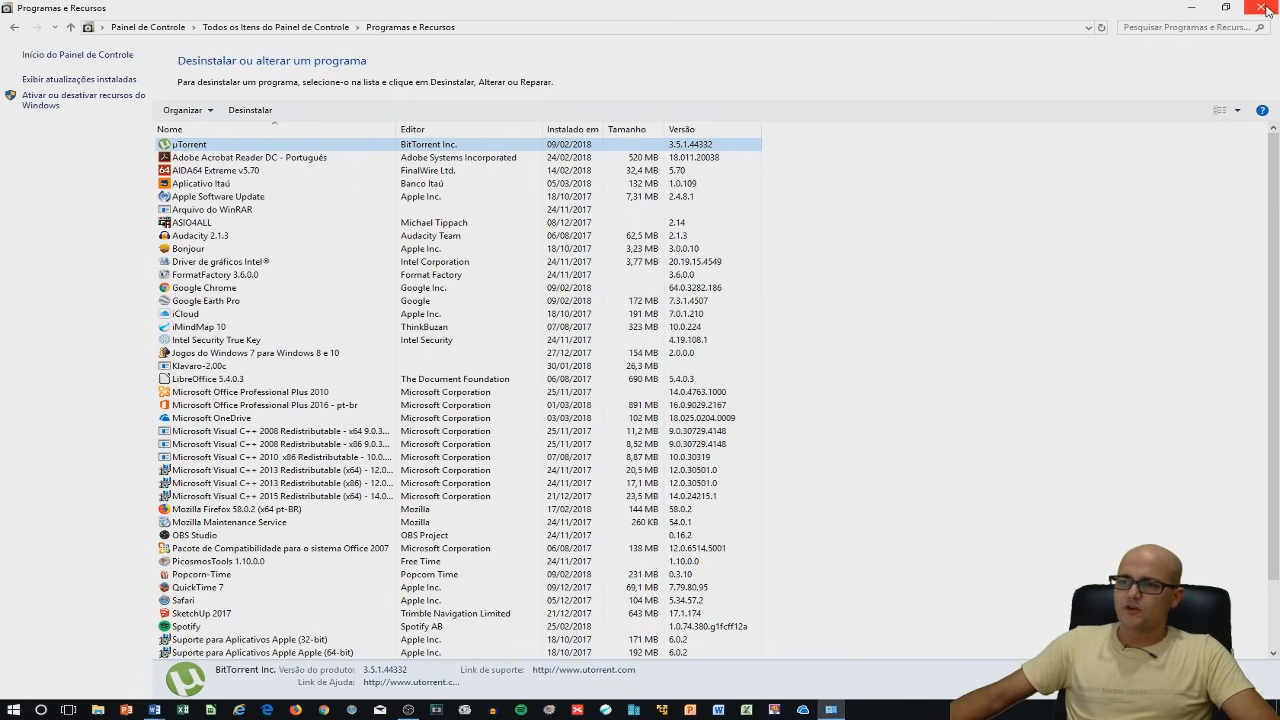 Programas e Recursos
Painel de Controle > Todos os Itens do Painel de Controle > Programas e Recursos
Pesquisar Programas e Recurs...
Início do Painel de Controle
Exibir atualizações instaladas
Ativar ou desativar recursos do
Windows
Desinstalar ou alterar um programa
Para desinstalar um programa, selecione-o na lista e clique em Desinstalar, Alterar ou Reparar.
Organizar Desinstalar
Nome Editor Instalado em Tamanho Versão
µTorrent BitTorrent Inc. 09/02/2018 3.5.1.44332
Adobe Acrobat Reader DC - Português Adobe Systems Incorporated 24/02/2018 520 MB 18.011.20038
AIDA64 Extreme v5.70 FinalWire Ltd. 14/02/2018 32,4 MB 5.70
Aplicativo Itaú Banco Itaú 05/03/2018 132 MB 1.0.109
Apple Software Update Apple Inc. 18/10/2017 7,31 MB 2.4.8.1
Arquivo do WinRAR 24/11/2017
ASIO4ALL Michael Tippach 08/12/2017 2.14
Audacity 2.1.3 Audacity Team 06/08/2017 62,5 MB 2.1.3
Bonjour Apple Inc. 18/10/2017 3,23 MB 3.0.0.10
Driver de gráficos Intel® Intel Corporation 24/11/2017 3,77 MB 20.19.15.4549
FormatFactory 3.6.0.0 Format Factory 24/11/2017 3.6.0.0
Google Chrome Google Inc. 09/02/2018 64.0.3282.186
Google Earth Pro Google 09/02/2018 172 MB 7.3.1.4507
iCloud Apple Inc. 18/10/2017 191 MB 7.0.1.210
iMindMap 10 ThinkBuzan 07/08/2017 323 MB 10.0.224
Intel Security True Key Intel Security 24/11/2017 4.19.108.1
Jogos do Windows 7 para Windows 8 e 10 27/12/2017 154 MB 2.0.0.0
Klavaro-2.00c 30/01/2018 26,3 MB
LibreOffice 5.4.0.3 The Document Foundation 06/08/2017 690 MB 5.4.0.3
Microsoft Office Professional Plus 2010 Microsoft Corporation 25/11/2017 14.0.4763.1000
Microsoft Office Professional Plus 2016 - pt-br Microsoft Corporation 01/03/2018 891 MB 16.0.9029.2167
Microsoft OneDrive Microsoft Corporation 03/03/2018 102 MB 18.025.0204.0009
Microsoft Visual C++ 2008 Redistributable - x64 9.0.3... Microsoft Corporation 25/11/2017 11,2 MB 9.0.30729.4148
Microsoft Visual C++ 2008 Redistributable - x86 9.0.3... Microsoft Corporation 25/11/2017 8,52 MB 9.0.30729.4148
Microsoft Visual C++ 2010 x86 Redistributable - 10.0.... Microsoft Corporation 07/08/2017 8,87 MB 10.0.30319
Microsoft Visual C++ 2013 Redistributable (x64) - 12.0... Microsoft Corporation 24/11/2017 20,5 MB 12.0.30501.0
Microsoft Visual C++ 2013 Redistributable (x86) - 12.0... Microsoft Corporation 24/11/2017 17,1 MB 12.0.30501.0
Microsoft Visual C++ 2015 Redistributable (x64) - 14.0... Microsoft Corporation 21/12/2017 23,5 MB 14.0.24215.1
Mozilla Firefox 58.0.2 (x64 pt-BR) Mozilla 17/02/2018 144 MB 58.0.2
Mozilla Maintenance Service Mozilla 24/11/2017 260 KB 54.0.1
OBS Studio OBS Project 24/11/2017 0.16.2
Pacote de Compatibilidade para o sistema Office 2007 Microsoft Corporation 06/08/2017 138 MB 12.0.6514.5001
PicosmosTools 1.10.0.0 Free Time 24/11/2017 1.10.0.0
Popcorn-Time Popcorn Time 09/02/2018 231 MB 0.3.10
QuickTime 7 Apple Inc. 09/12/2017 69,1 MB 7.79.80.95
Safari Apple Inc. 05/12/2017 104 MB 5.34.57.2
SketchUp 2017 Trimble Navigation Limited 21/12/2017 643 MB 17.1.174
Spotify Spotify AB 25/02/2018 1.0.74.380.g1fcff12a
Suporte para Aplicativos Apple (32-bit) Apple Inc. 18/10/2017 171 MB 6.0.2
Suporte para Aplicativos Apple (64-bit) Apple Inc. 18/10/2017 192 MB 6.0.2
BitTorrent Inc. Versão do produto: 3.5.1.44332 Link de suporte: http://www.utorrent.com
Link de Ajuda: http://www.utorrent.c...